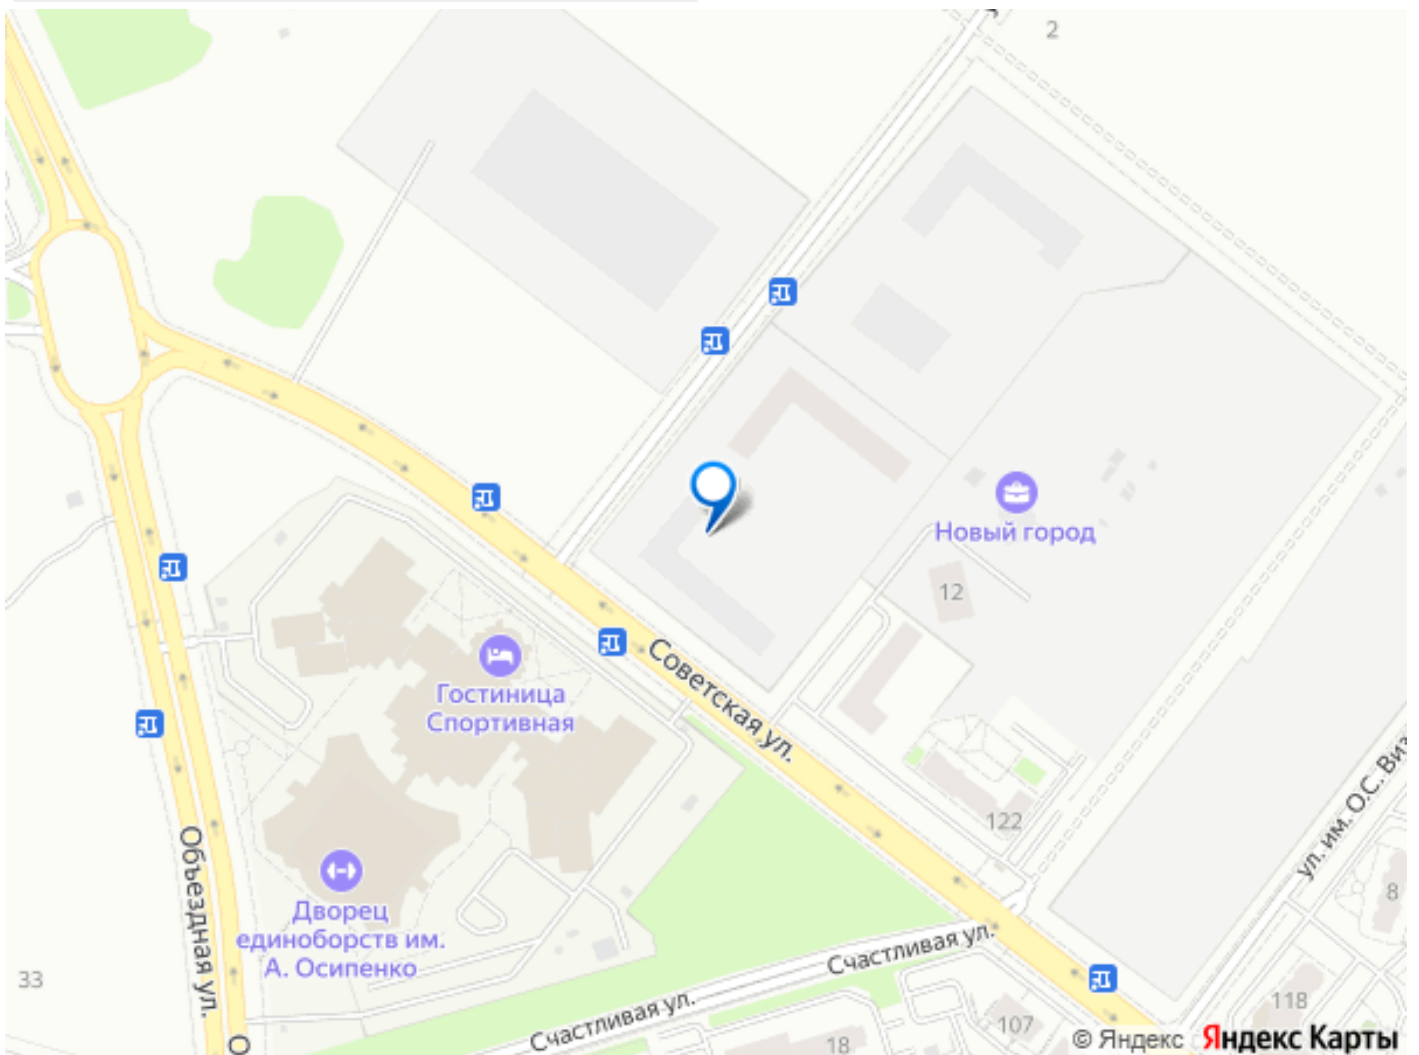 2
Новый город
12
Советская ул.
Гостиница
Спортивная
122
ул. им. О.С. Виз
8
Объездная ул.
Дворец
единоборств им.
А. Осипенко
Счастливая ул.
33
118
Счастливая ул.
107
18
О
© Яндекс
Яндекс Карты